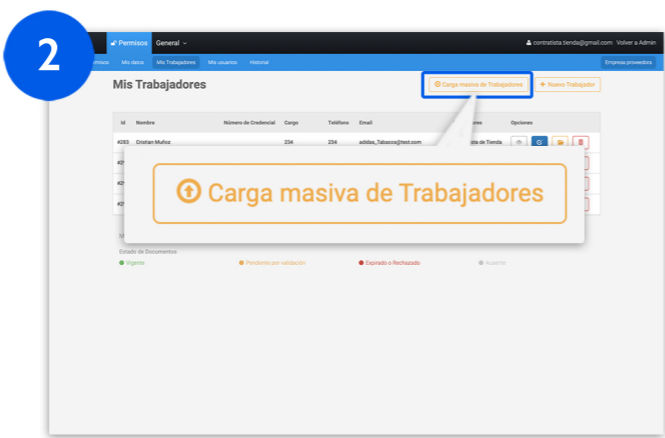 2
Permisos General
contratista.tienda@gmail.com Volver a Admin
Mis datos Mis Trabajadores Mis usuarios Historial Empresa proveedora
Mis Trabajadores
Carga masiva de Trabajadores + Nuevo Trabajador
Id Nombre Número de Credencial Cargo Teléfono Email Opciones
#283 Cristian Muñoz 234 234 adidas_Tabasco@test.com de Tienda
Carga masiva de Trabajadores
Estado de Documentos
Vigente Pendiente por validación Expirado o Rechazado Ausente